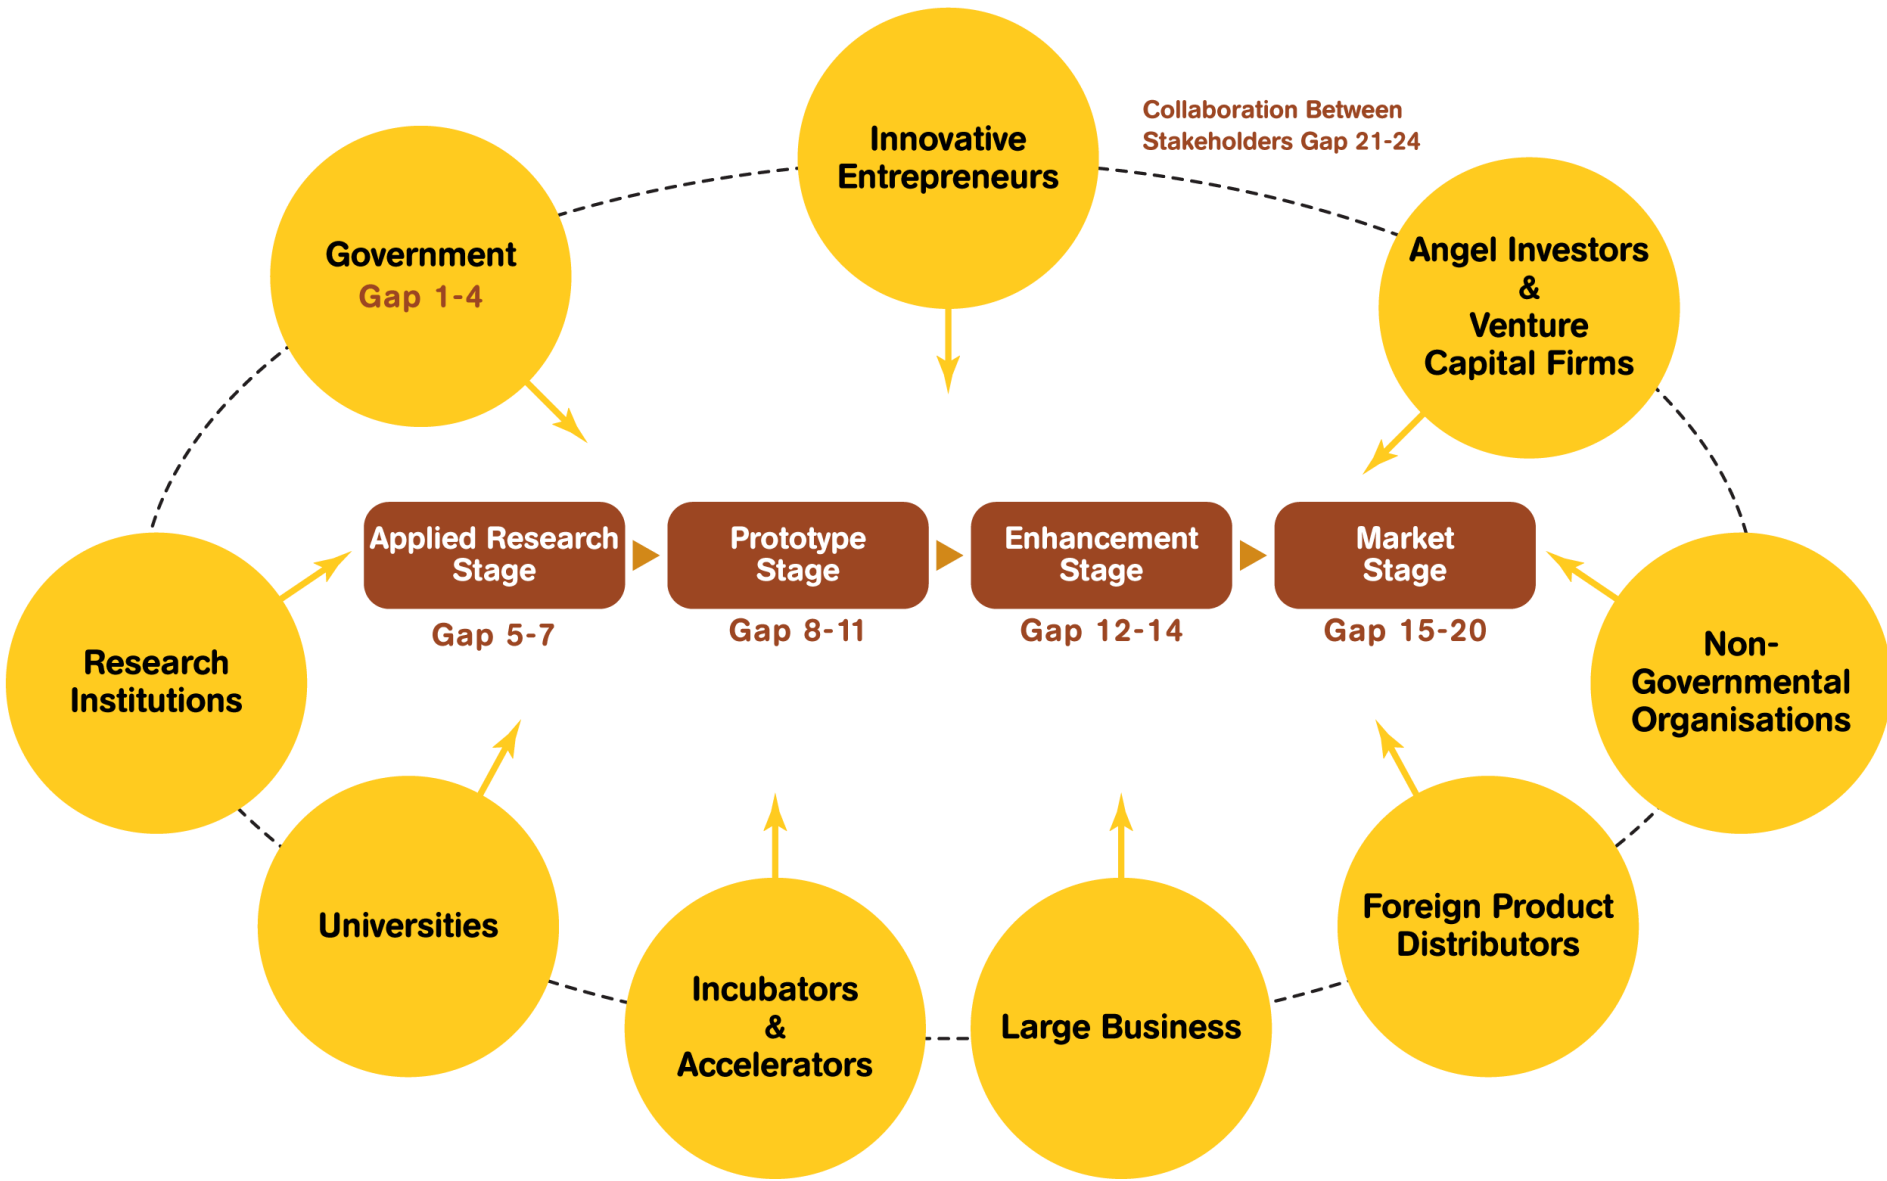 Innovative
Entrepreneurs
Collaboration Between
Stakeholders Gap 21-24
Government
Gap 1-4
Angel Investors
&
Venture
Capital Firms
Applied Research
Stage
Gap 5-7
Prototype
Stage
Gap 8-11
Enhancement
Stage
Gap 12-14
Market
Stage
Gap 15-20
Research
Institutions
Non-
Governmental
Organisations
Universities
Incubators
&
Accelerators
Large Business
Foreign Product
Distributors